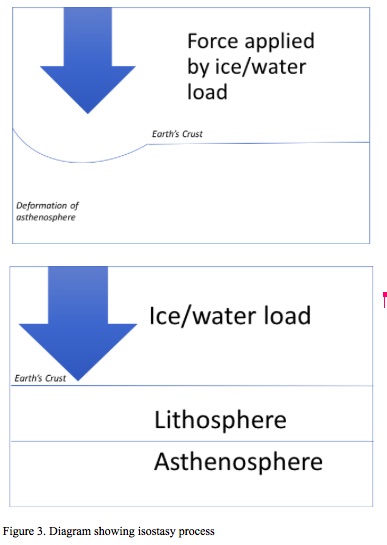 Force applied
by ice/water
load
Earth's Crust
Deformation of
asthenosphere
Ice/water load
Earth's Crust
Lithosphere
Asthenosphere
Figure 3. Diagram showing isostasy process